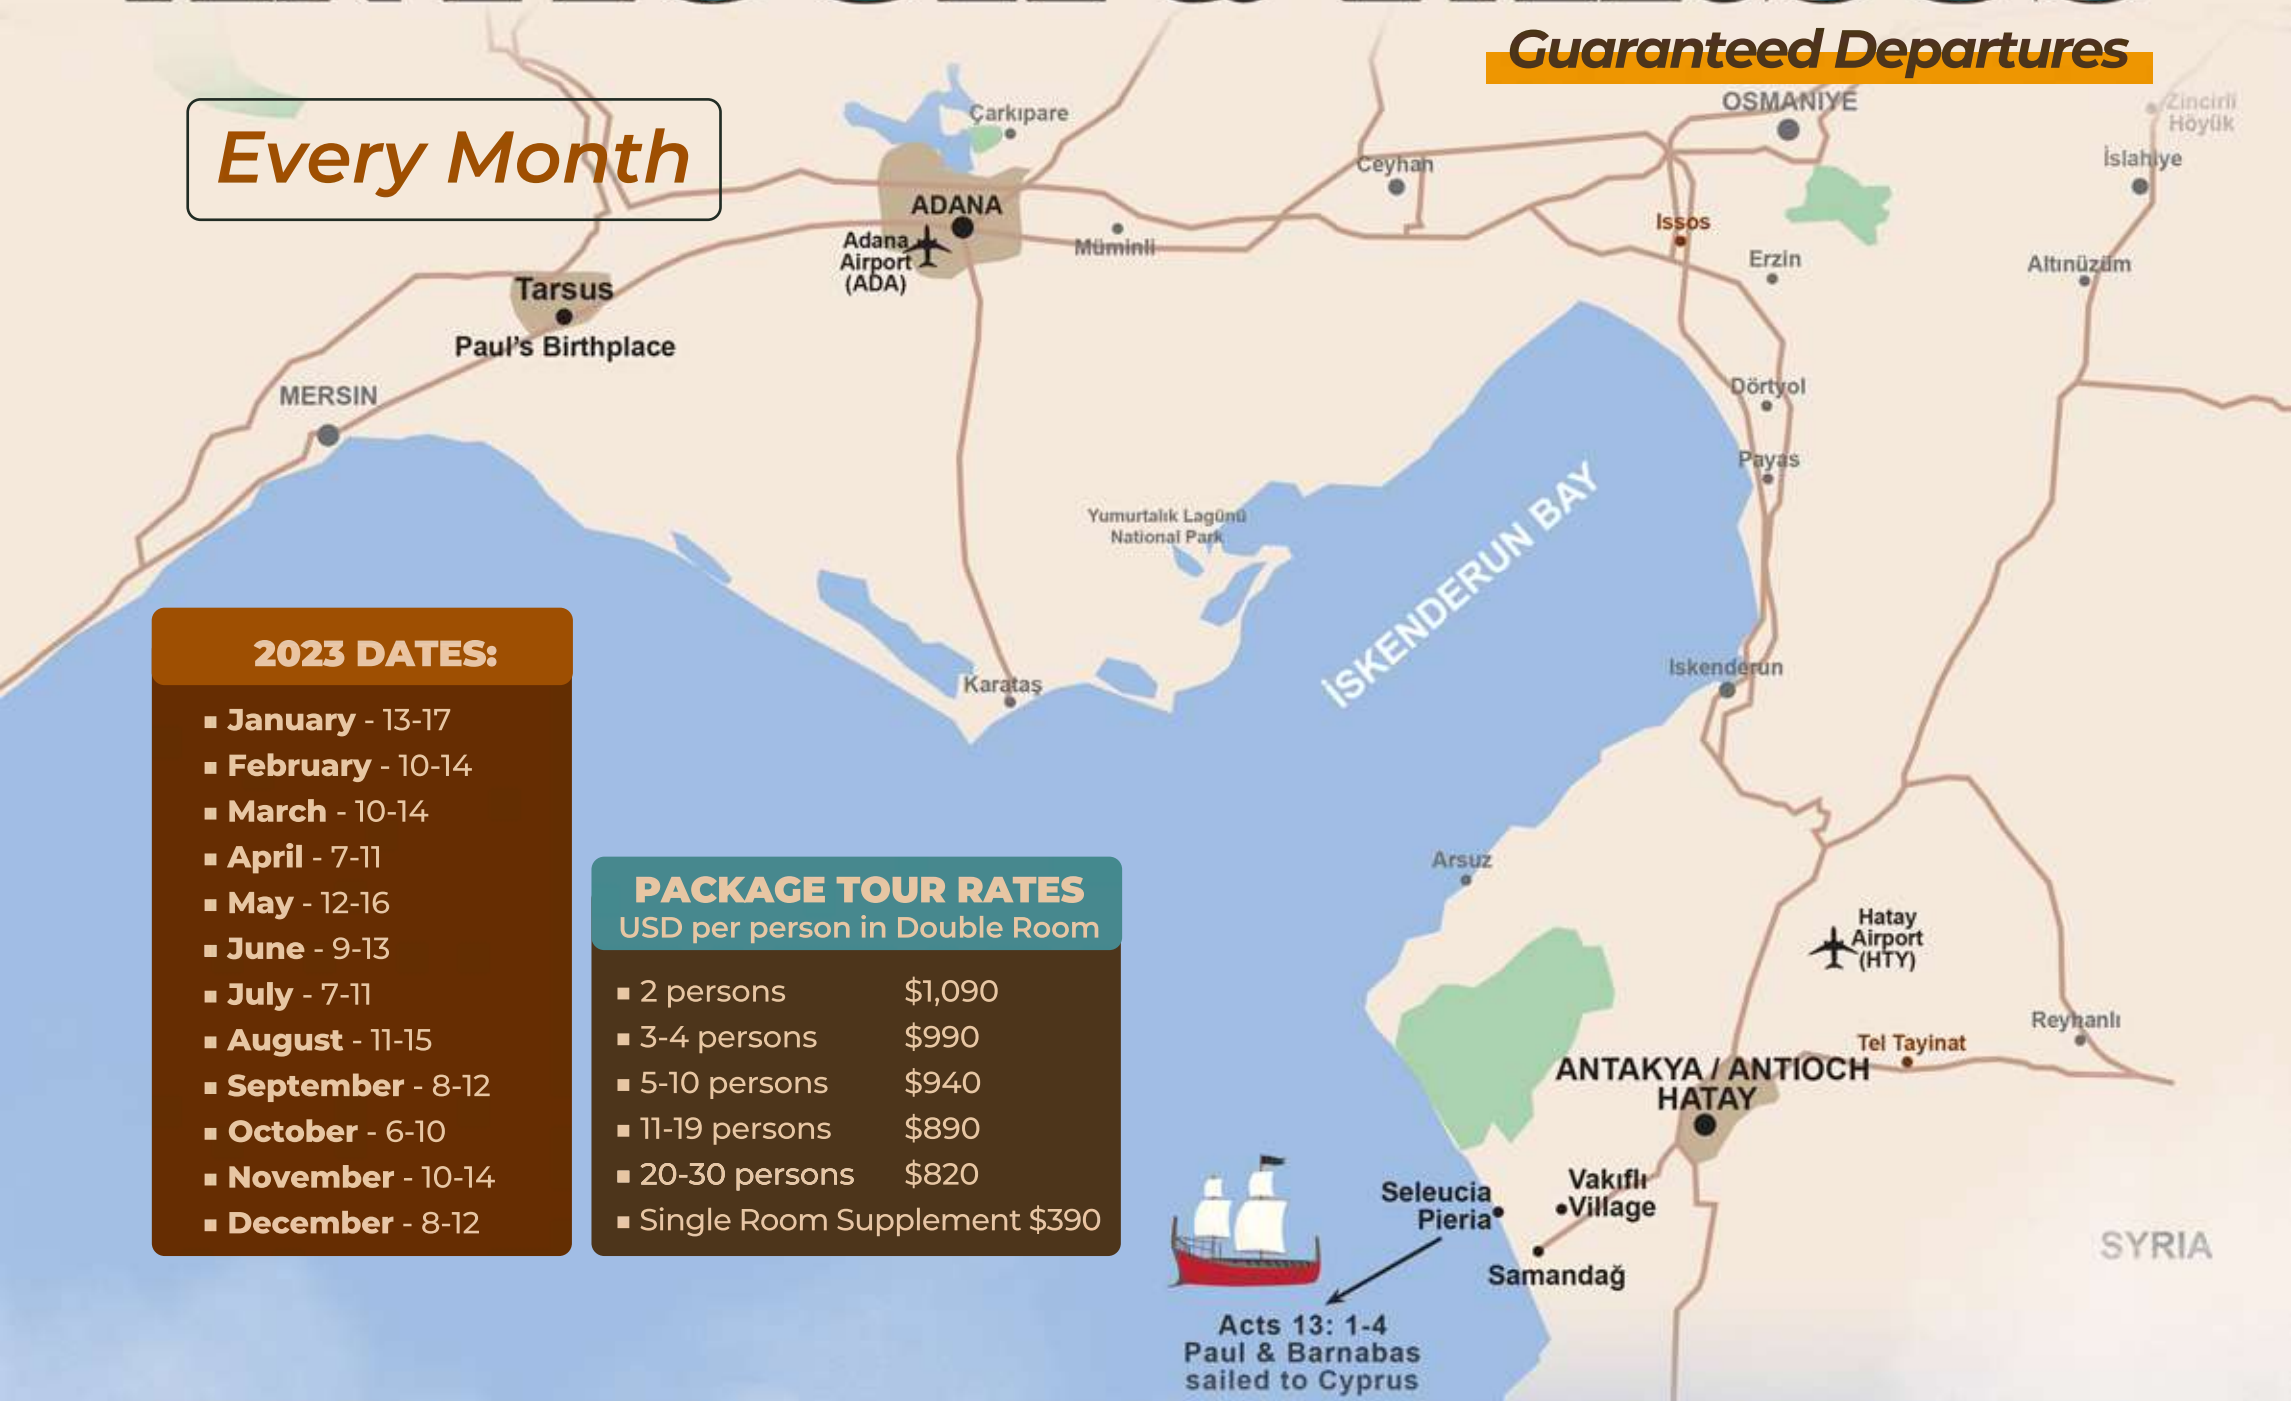 Guaranteed Departures
Every Month
Çarkıpare
OSMANİYE
Zincirli
Höyük
İslahiye
Ceyhan
ADANA
Adana
Airport
(ADA)
Müminli
Issos
Erzin
Altınüzüm
Tarsus
Paul's Birthplace
MERSIN
Dörtyol
Payas
Yumurtalık Lagünü
National Park
İSKENDERUN BAY
Karataş
Iskenderun
2023 DATES:
▪ January - 13-17
▪ February - 10-14
▪ March - 10-14
▪ April - 7-11
▪ May - 12-16
▪ June - 9-13
▪ July - 7-11
▪ August - 11-15
▪ September - 8-12
▪ October - 6-10
▪ November - 10-14
▪ December - 8-12
PACKAGE TOUR RATES
USD per person in Double Room
▪ 2 persons $1,090
▪ 3-4 persons $990
▪ 5-10 persons $940
▪ 11-19 persons $890
▪ 20-30 persons $820
▪ Single Room Supplement $390
Arsuz
Hatay
Airport
(HTY)
Reyhanlı
Tel Tayinat
ANTAKYA / ANTIOCH
HATAY
Seleucia
Pieria
Vakıflı
Village
Samandağ
SYRIA
Acts 13: 1-4
Paul & Barnabas
sailed to Cyprus